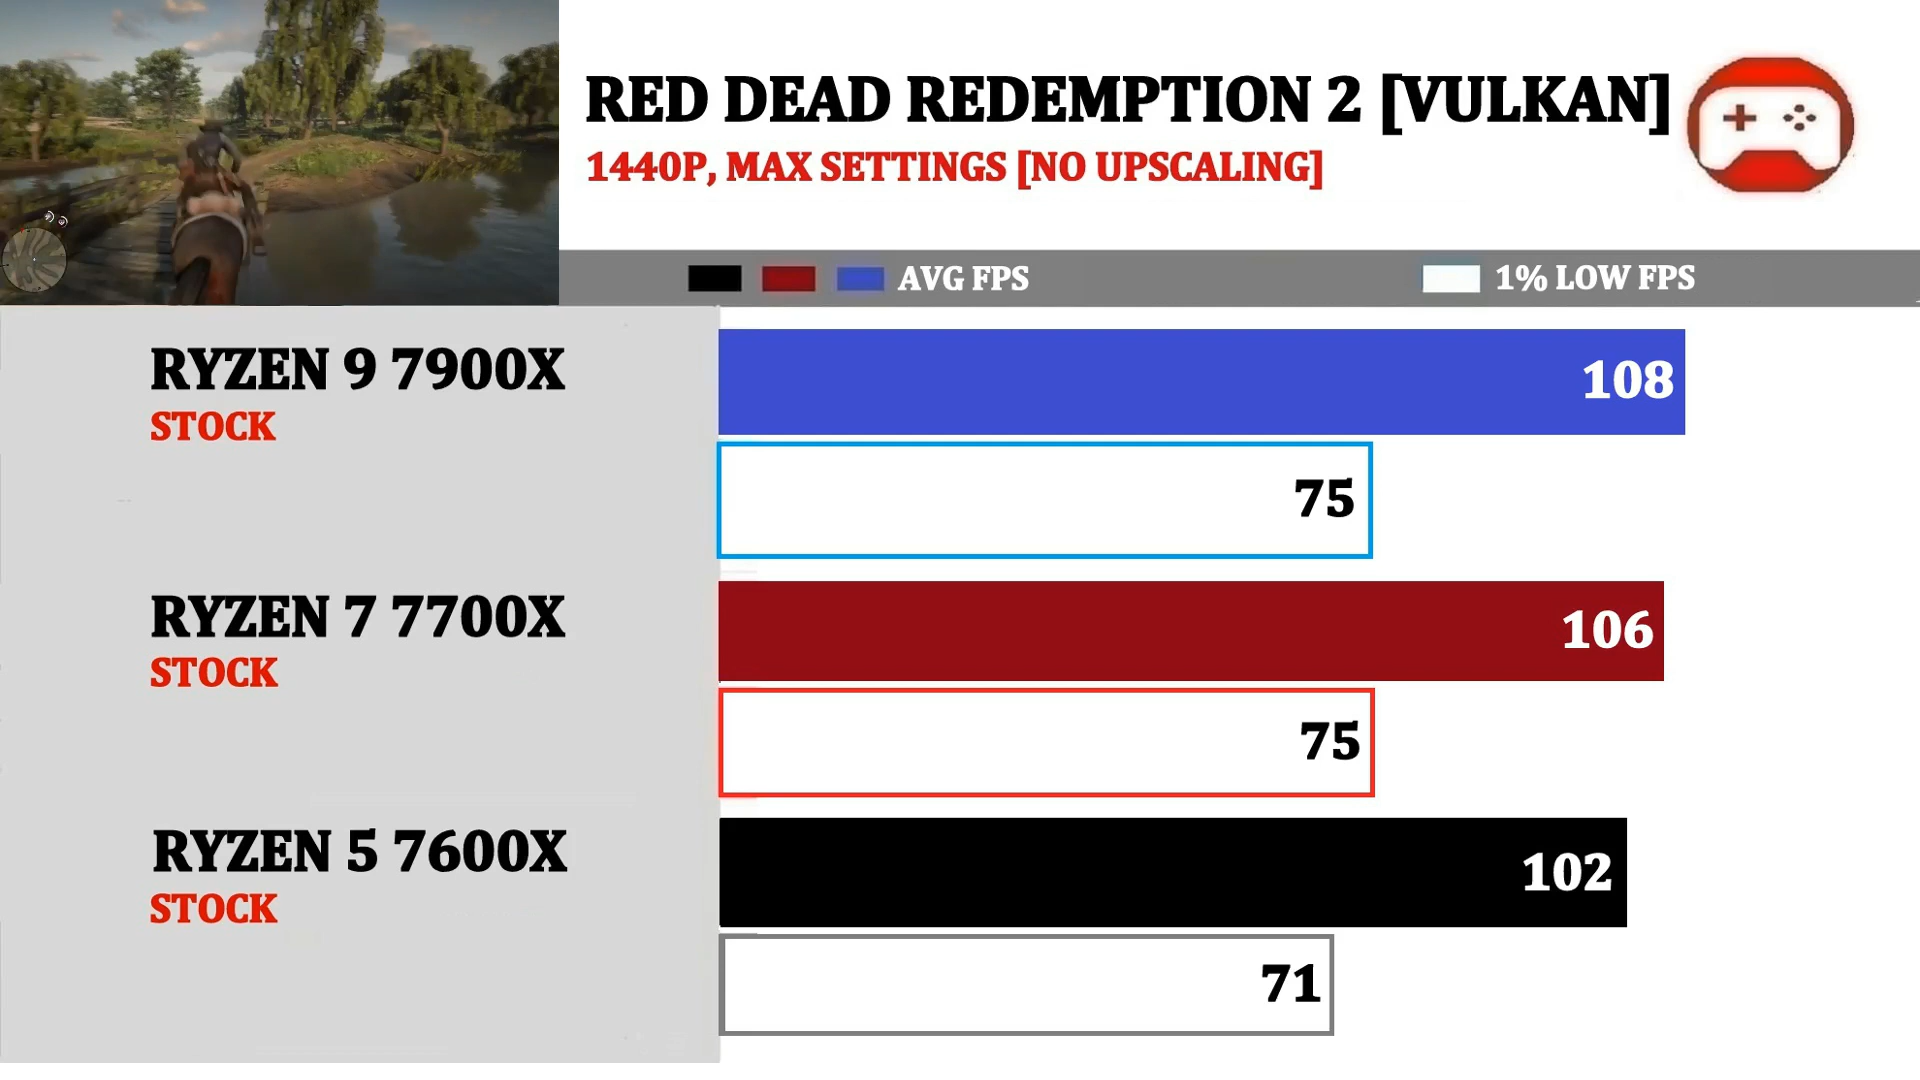 RED DEAD REDEMPTION 2 [VULKAN]
1440P, MAX SETTINGS [NO UPSCALING]
AVG FPS
1% LOW FPS
RYZEN 9 7900X
STOCK
108
75
RYZEN 7 7700X
STOCK
106
75
RYZEN 5 7600X
STOCK
102
71